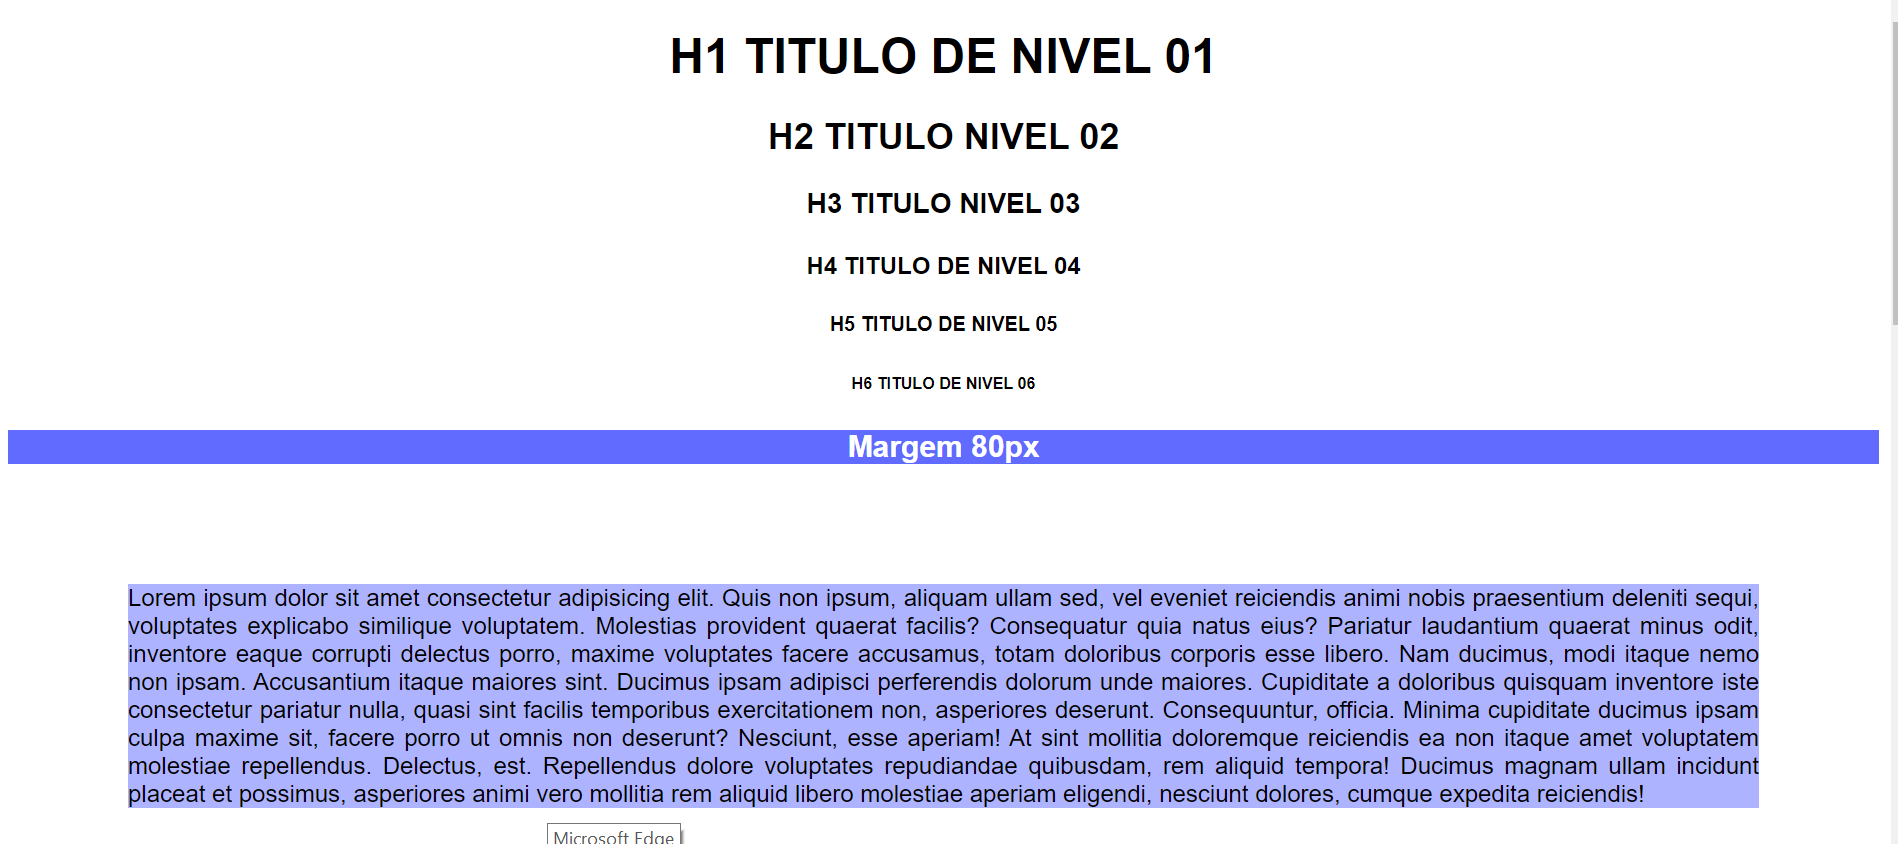 H1 TITULO DE NIVEL 01
H2 TITULO NIVEL 02
H3 TITULO NIVEL 03
H4 TITULO DE NIVEL 04
H5 TITULO DE NIVEL 05
H6 TITULO DE NIVEL 06
Margem 80px
Lorem ipsum dolor sit amet consectetur adipisicing elit. Quis non ipsum, aliquam ullam sed, vel eveniet reiciendis animi nobis praesentium deleniti sequi,
voluptates explicabo similique voluptatem. Molestias provident quaerat facilis? Consequatur quia natus eius? Pariatur laudantium quaerat minus odit,
inventore eaque corrupti delectus porro, maxime voluptates facere accusamus, totam doloribus corporis esse libero. Nam ducimus, modi itaque nemo
non ipsam. Accusantium itaque maiores sint. Ducimus ipsam adipisci perferendis dolorum unde maiores. Cupiditate a doloribus quisquam inventore iste
consectetur pariatur nulla, quasi sint facilis temporibus exercitationem non, asperiores deserunt. Consequuntur, officia. Minima cupiditate ducimus ipsam
culpa maxime sit, facere porro ut omnis non deserunt? Nesciunt, esse aperiam! At sint mollitia doloremque reiciendis ea non itaque amet voluptatem
molestiae repellendus. Delectus, est. Repellendus dolore voluptates repudiandae quibusdam, rem aliquid tempora! Ducimus magnam ullam incidunt
placeat et possimus, asperiores animi vero mollitia rem aliquid libero molestiae aperiam eligendi, nesciunt dolores, cumque expedita reiciendis!
Microsoft Edge